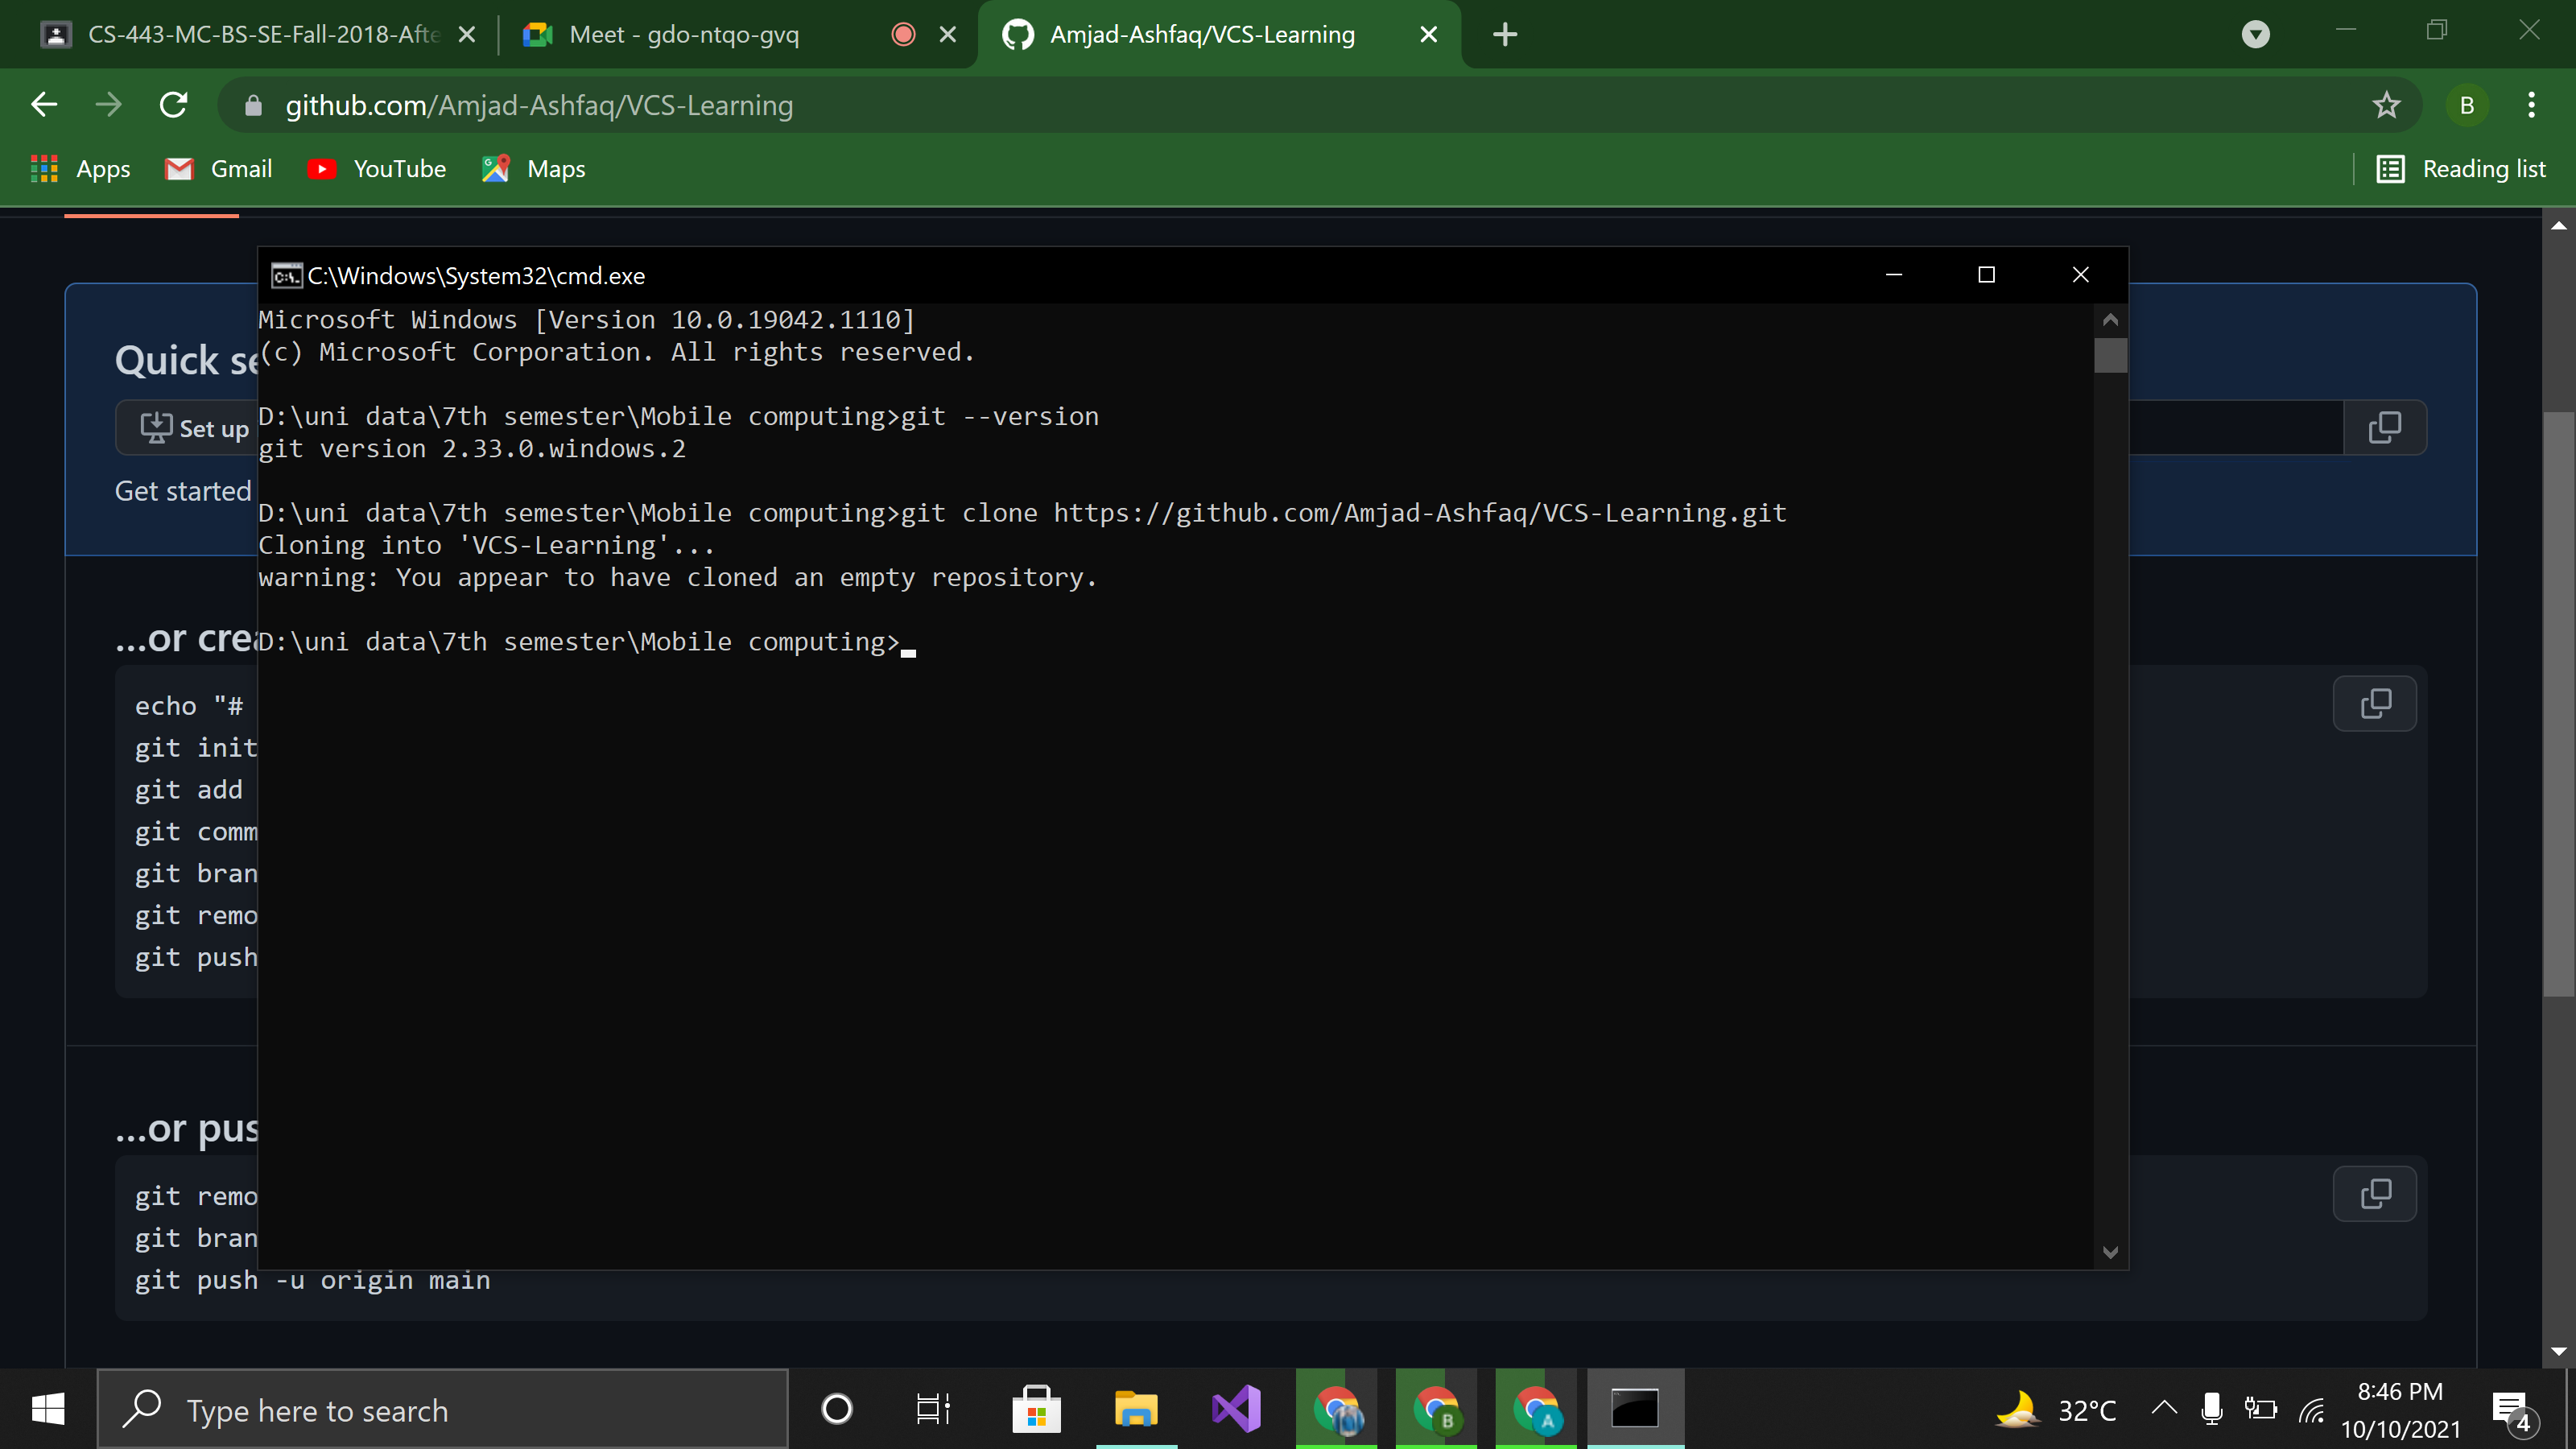 CS-443-MC-BS-SE-Fall-2018-Afte
Meet - gdo-ntqo-gvq
Amjad-Ashfaq/VCS-Learning
github.com/Amjad-Ashfaq/VCS-Learning
B
Apps
Gmail
YouTube
Maps
Reading list
C:\Windows\System32\cmd.exe
Microsoft Windows [Version 10.0.19042.1110]
(c) Microsoft Corporation. All rights reserved.
D:\uni data\7th semester\Mobile computing>git --version
git version 2.33.0.windows.2
D:\uni data\7th semester\Mobile computing>git clone https://github.com/Amjad-Ashfaq/VCS-Learning.git
Cloning into 'VCS-Learning'...
warning: You appear to have cloned an empty repository.
D:\uni data\7th semester\Mobile computing>
Quick se
Set up
Get started
...or crea
echo "#
git init
git add
git comm
git bran
git remo
git push
...or pus
git remo
git bran
git push -u origin main
Type here to search
B
A
32°C
8:46 PM
10/10/2021
4